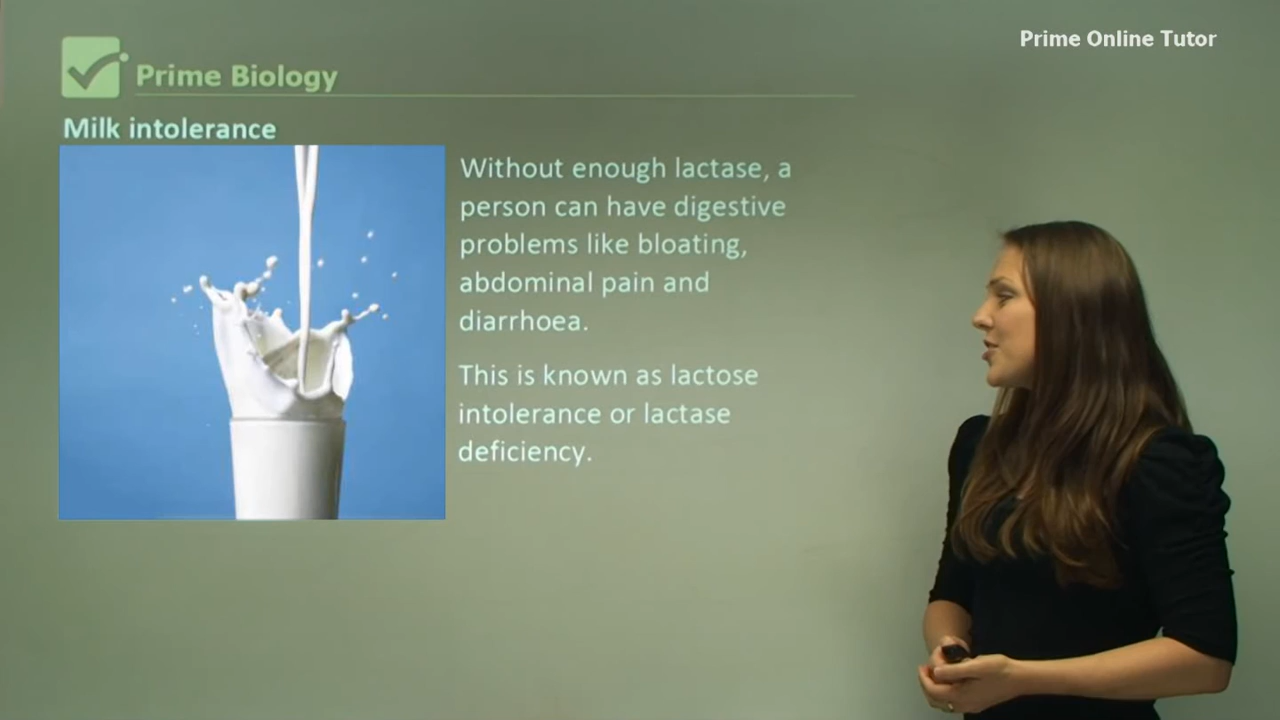 Prime Online Tutor
Prime Biology
Milk intolerance
Without enough lactase, a
person can have digestive
problems like bloating,
abdominal pain and
diarrhoea.
This is known as lactose
intolerance or lactase
deficiency.